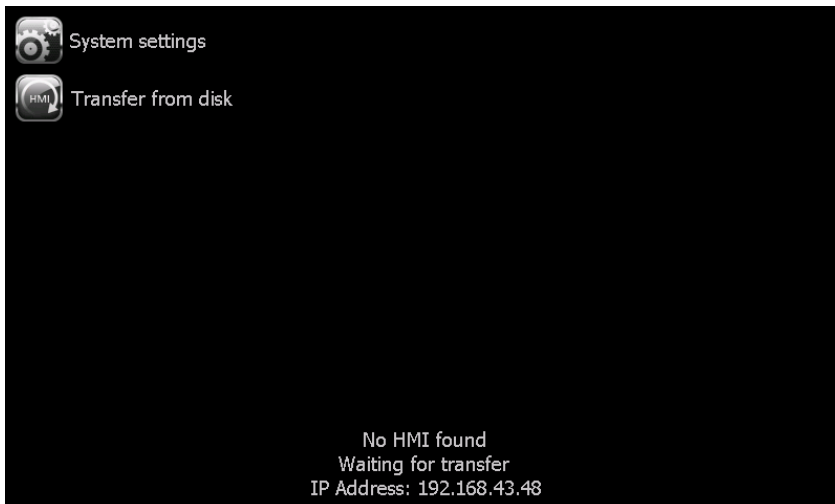 System settings
HMI
Transfer from disk
No HMI found
Waiting for transfer
IP Address: 192.168.43.48